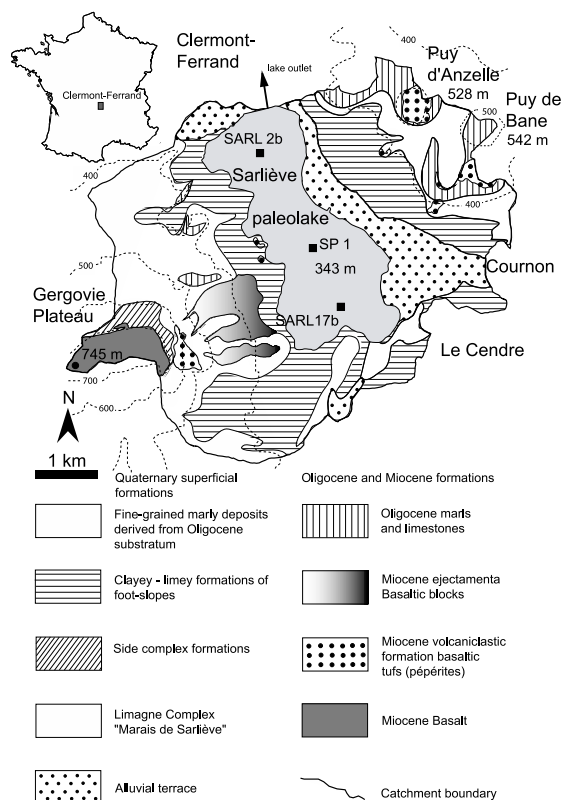 Clermont-
Ferrand
Clermont-Ferrand
lake outlet
400
Puy
d'Anzelle
528 m
500
Puy de
Bane
542 m
SARL 2b
400
Sarliève
400
paleolake
SP 1
500
343 m
Cournon
Gergovie
Plateau
SARL17b
745 m
Le Cendre
700
N
600
1 km
Quaternary superficial
formations
Oligocene and Miocene formations
Fine-grained marly deposits
derived from Oligocene
substratum
Oligocene marls
and limestones
Clayey - limey formations of
foot-slopes
Miocene ejectamenta
Basaltic blocks
Side complex formations
Miocene volcaniclastic
formation basaltic
tufs (pépérites)
Limagne Complex
"Marais de Sarliève"
Miocene Basalt
Alluvial terrace
Catchment boundary